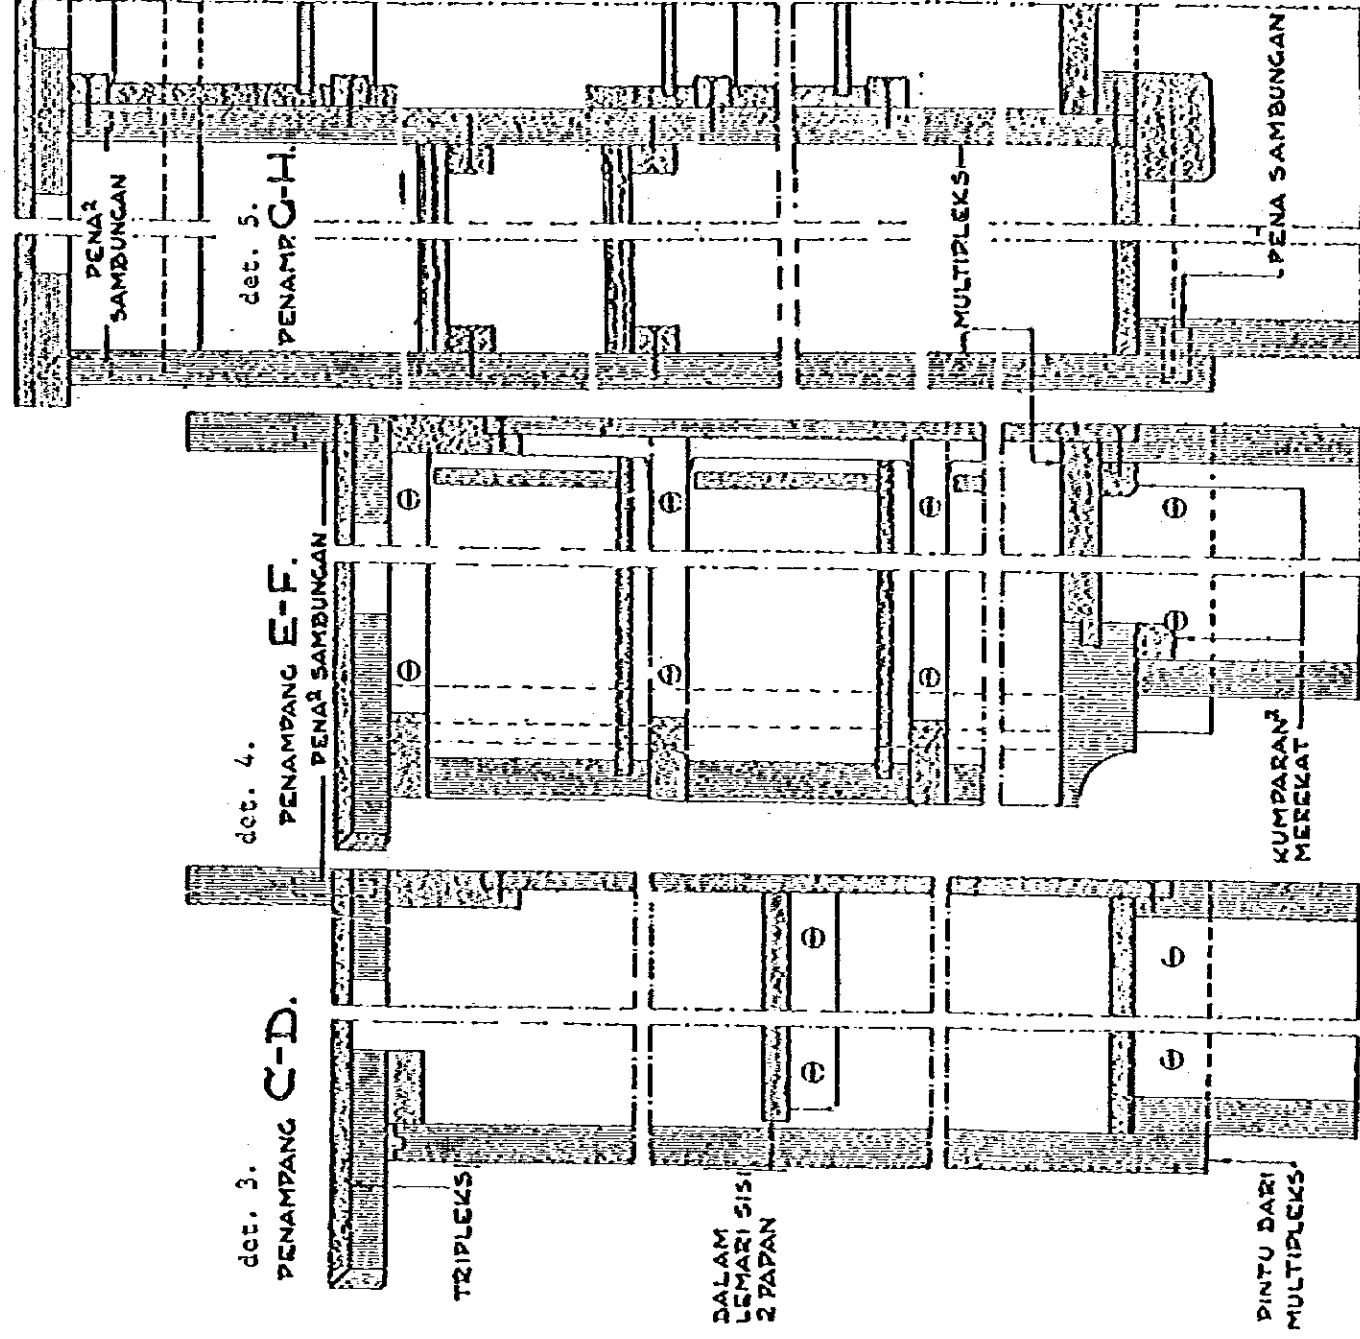 det. 3.
PENAMPANG C-D.
TRIPLEKS
DALAM
LEMARI SISI
2 PAPAN
PINTU DARI
MULTIPLEKS.
det. 4.
PENAMPANG E-F.
PENA² SAMBUNGAN
KUMPARAN²
MEREKAT
PENA²
SAMBUNGAN
det. 5.
PENAMP. G-H.
MULTIPLEKS
PENA SAMBUNGAN